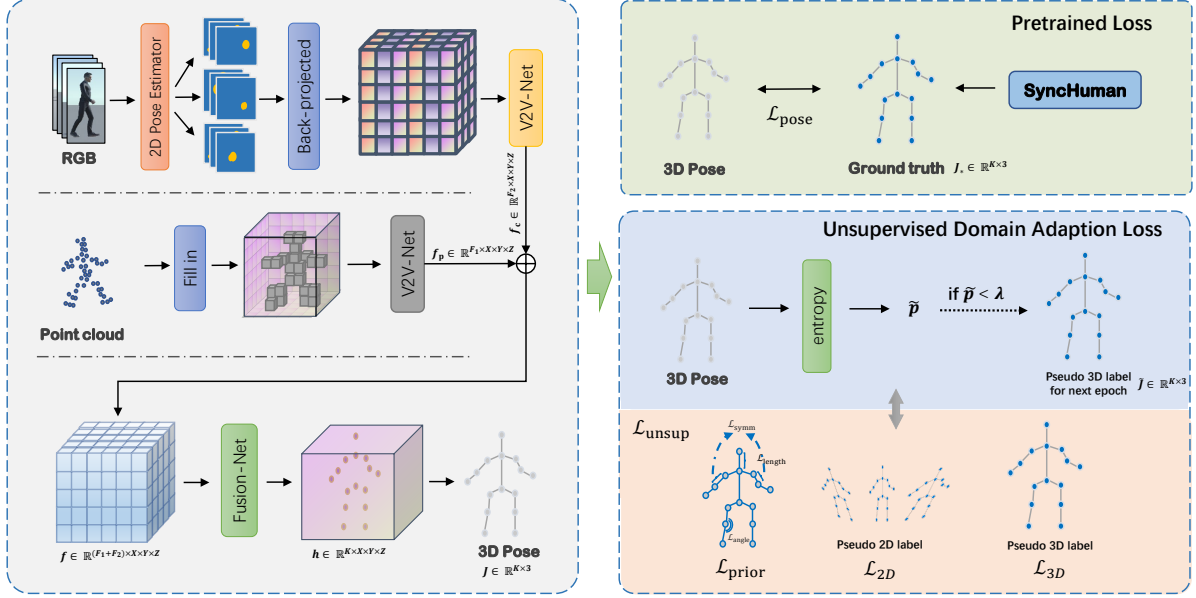 RGB
2D Pose Estimator
Back-projected
V2V-Net
f_c ∈ ℝ^{F_2×X×Y×Z}
Point cloud
Fill in
V2V-Net
f_p ∈ ℝ^{F_1×X×Y×Z}
f ∈ ℝ^{(F_1+F_2)×X×Y×Z}
Fusion-Net
h ∈ ℝ^{K×X×Y×Z}
3D Pose
J ∈ ℝ^{K×3}
Pretrained Loss
3D Pose
ℒ_pose
Ground truth J_* ∈ ℝ^{K×3}
SyncHuman
Unsupervised Domain Adaption Loss
3D Pose
entropy
p̃
if p̃ < λ
Pseudo 3D label
for next epoch
J̃ ∈ ℝ^{K×3}
ℒ_unsup
ℒ_symm
ℒ_length
ℒ_angle
ℒ_prior
Pseudo 2D label
ℒ_2D
Pseudo 3D label
ℒ_3D